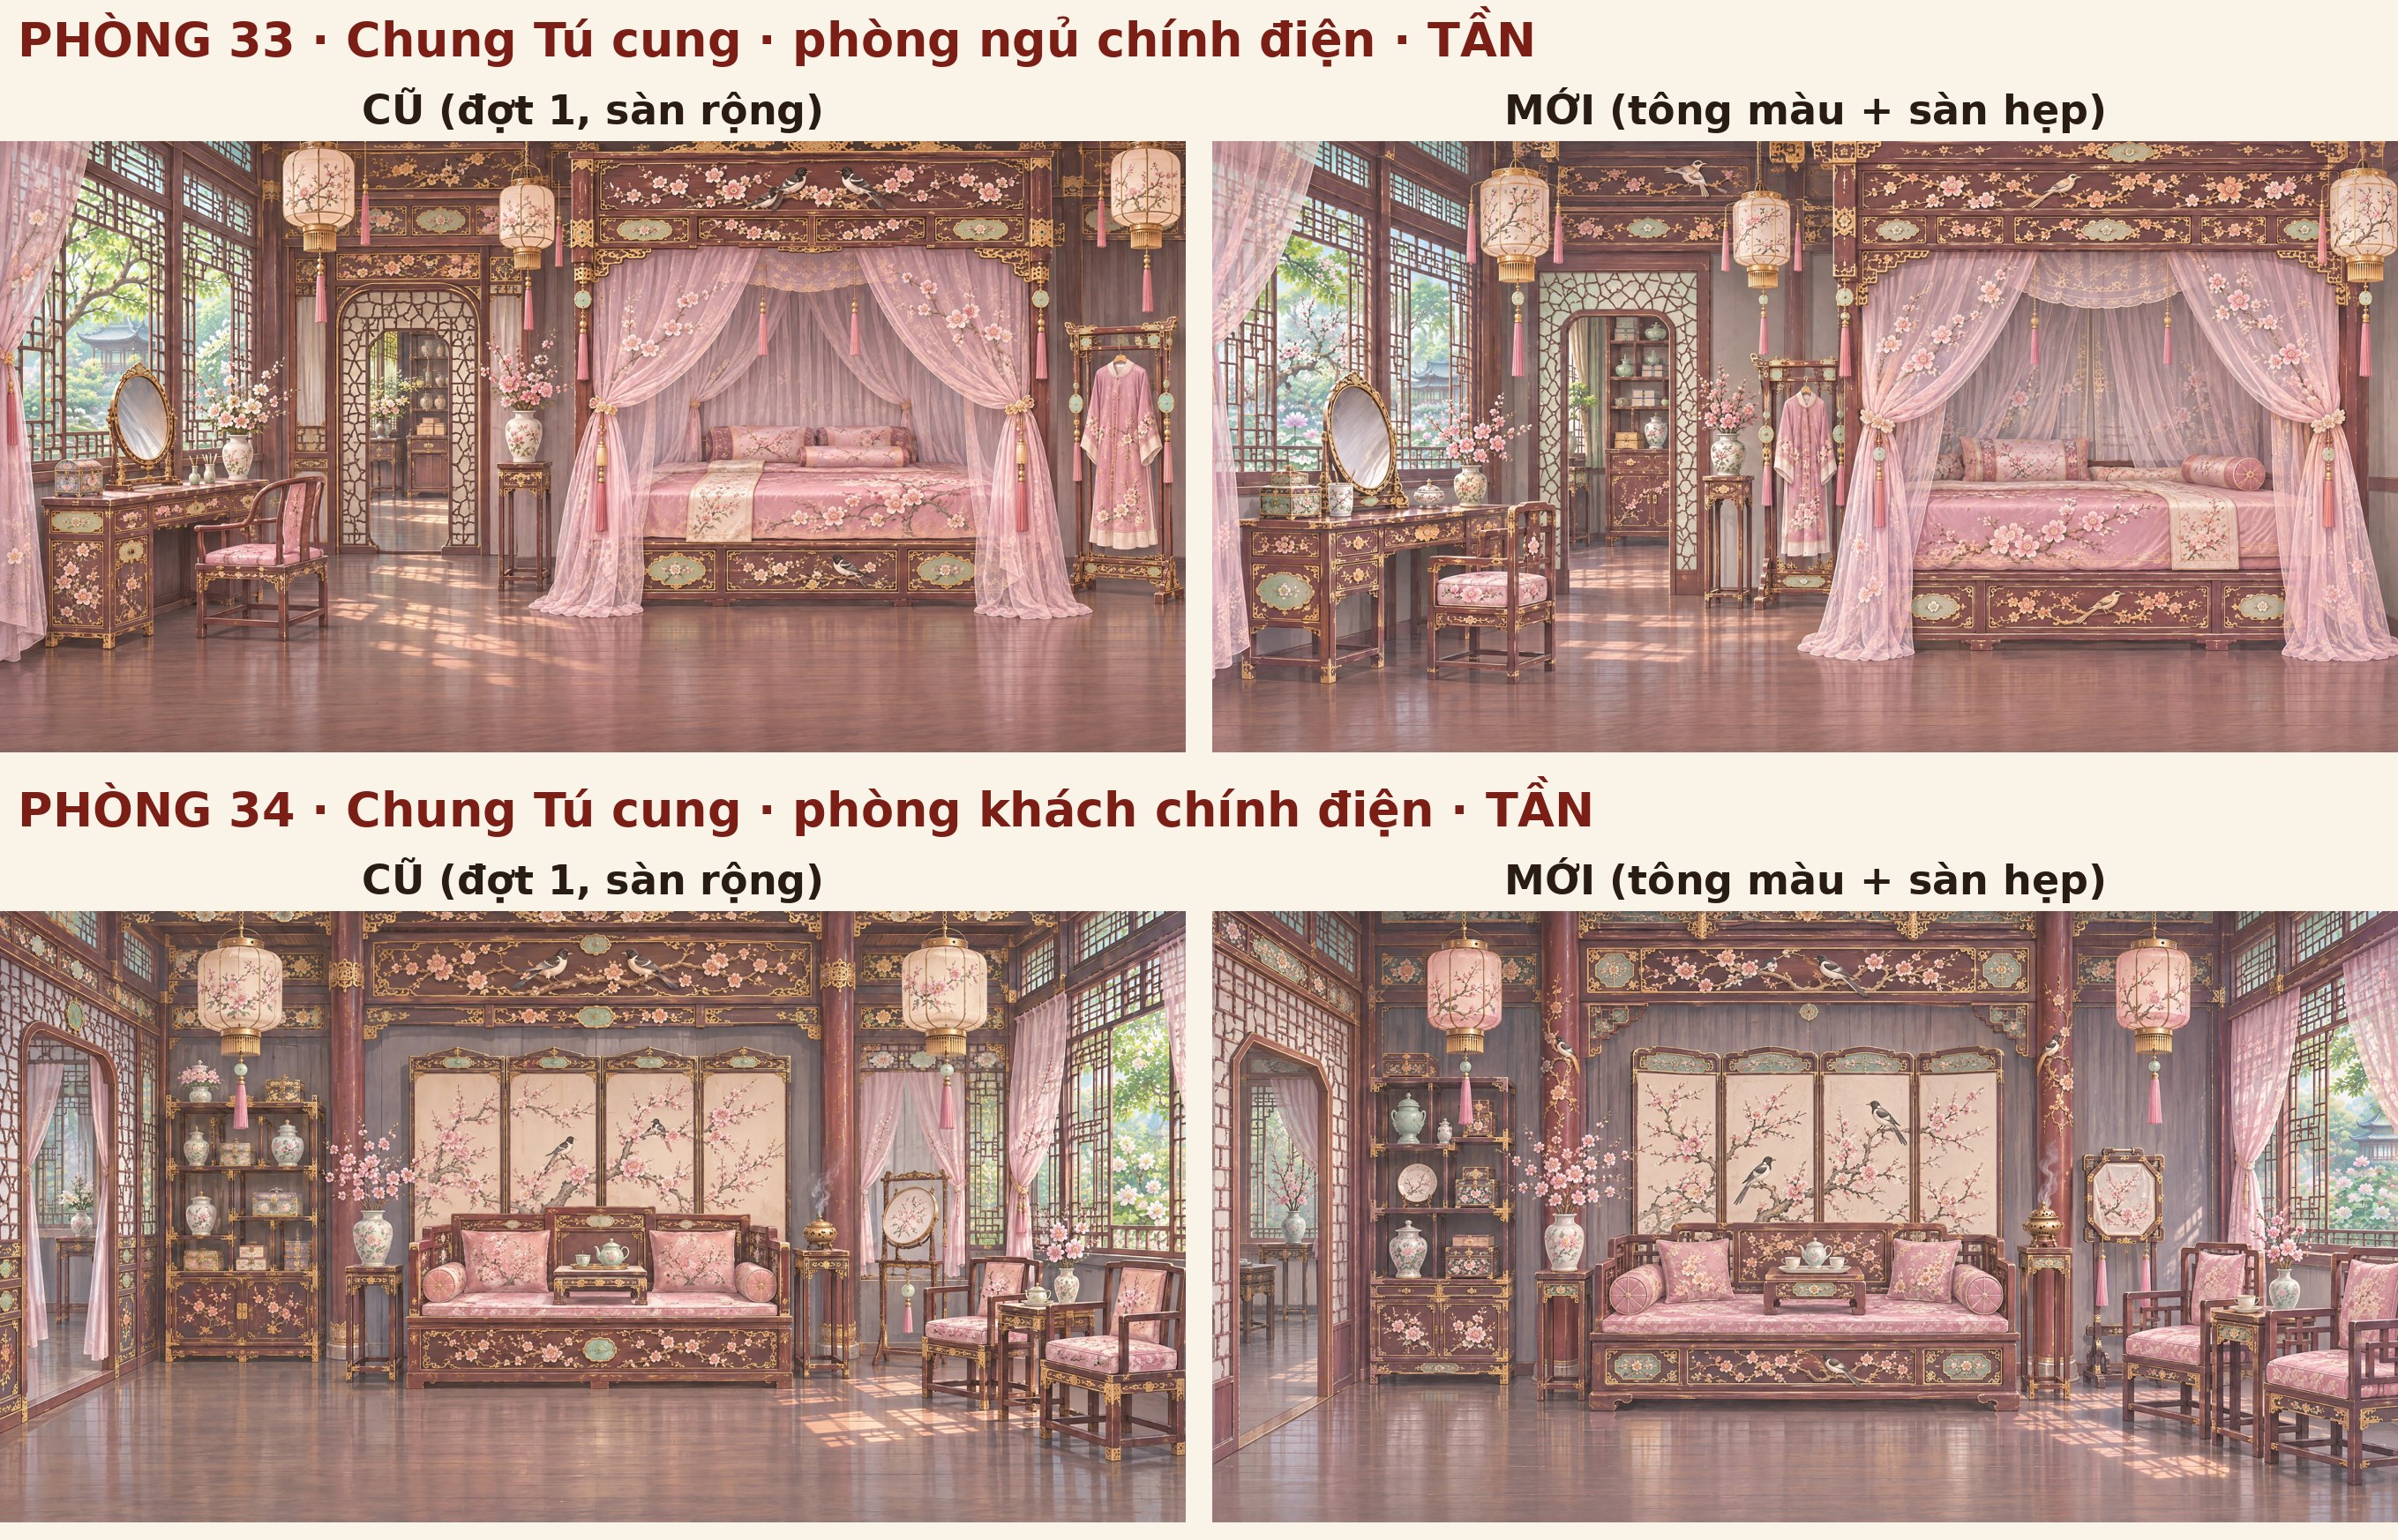 PHÒNG 33 · Chung Tú cung · phòng ngủ chính điện · TẦN
CŨ (đợt 1, sàn rộng)
MỚI (tông màu + sàn hẹp)
PHÒNG 34 · Chung Tú cung · phòng khách chính điện · TẦN
CŨ (đợt 1, sàn rộng)
MỚI (tông màu + sàn hẹp)